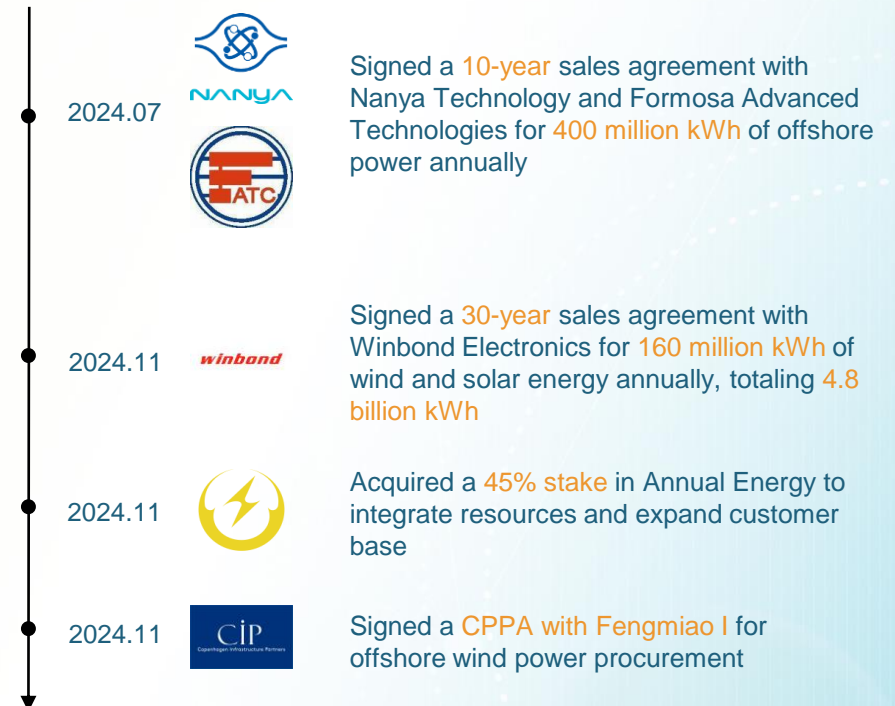 2024.07
NANYA
ATC
Signed a 10-year sales agreement with
Nanya Technology and Formosa Advanced
Technologies for 400 million kWh of offshore
power annually
2024.11
winbond
Signed a 30-year sales agreement with
Winbond Electronics for 160 million kWh of
wind and solar energy annually, totaling 4.8
billion kWh
2024.11
Acquired a 45% stake in Annual Energy to
integrate resources and expand customer
base
2024.11
CIP
Copenhagen Infrastructure Partners
Signed a CPPA with Fengmiao I for
offshore wind power procurement